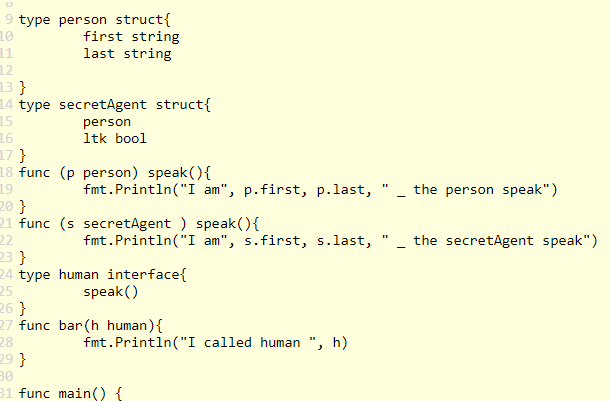 8
9 type person struct{
10 first string
11 last string
12
13 }
14 type secretAgent struct{
15 person
16 ltk bool
17 }
18 func (p person) speak(){
19 fmt.Println("I am", p.first, p.last, " _ the person speak")
20 }
21 func (s secretAgent ) speak(){
22 fmt.Println("I am", s.first, s.last, " _ the secretAgent speak")
23 }
24 type human interface{
25 speak()
26 }
27 func bar(h human){
28 fmt.Println("I called human ", h)
29 }
30
31 func main() {